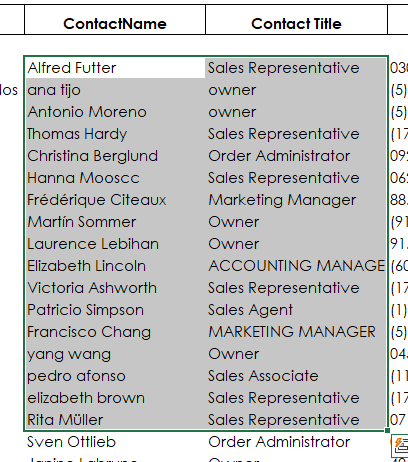 ContactName Contact Title
Alfred Futter Sales Representative 030
los ana tijo owner (5)
Antonio Moreno owner (5)
Thomas Hardy Sales Representative (17
Christina Berglund Order Administrator 092
Hanna Mooscc Sales Representative 062
Frédérique Citeaux Marketing Manager 88.
Martín Sommer Owner (91
Laurence Lebihan Owner 91.
Elizabeth Lincoln ACCOUNTING MANAGE (60
Victoria Ashworth Sales Representative (17
Patricio Simpson Sales Agent (1)
Francisco Chang MARKETING MANAGER (5)
yang wang Owner 045
pedro afonso Sales Associate (11
elizabeth brown Sales Representative (17
Rita Müller Sales Representative 07
Sven Ottlieb Order Administrator
Owner